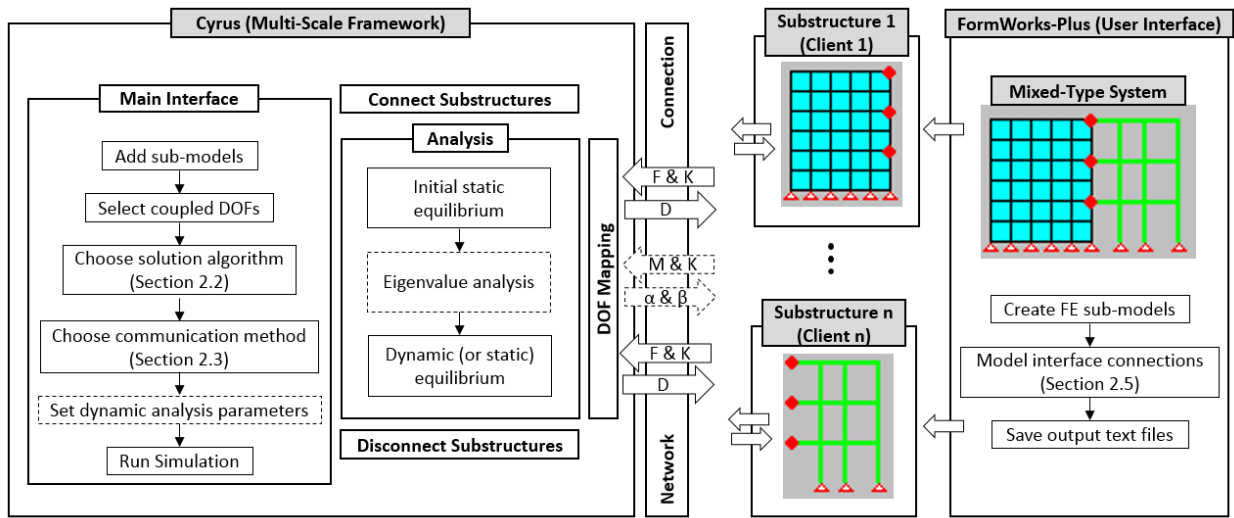 Cyrus (Multi-Scale Framework)
Main Interface
Add sub-models
Select coupled DOFs
Choose solution algorithm
(Section 2.2)
Choose communication method
(Section 2.3)
Set dynamic analysis parameters
Run Simulation
Connect Substructures
Analysis
Initial static
equilibrium
Eigenvalue analysis
Dynamic (or static)
equilibrium
Disconnect Substructures
DOF Mapping
Connection
F & K
D
M & K
α & β
F & K
D
Network
Substructure 1
(Client 1)
Substructure n
(Client n)
FormWorks-Plus (User Interface)
Mixed-Type System
Create FE sub-models
Model interface connections
(Section 2.5)
Save output text files